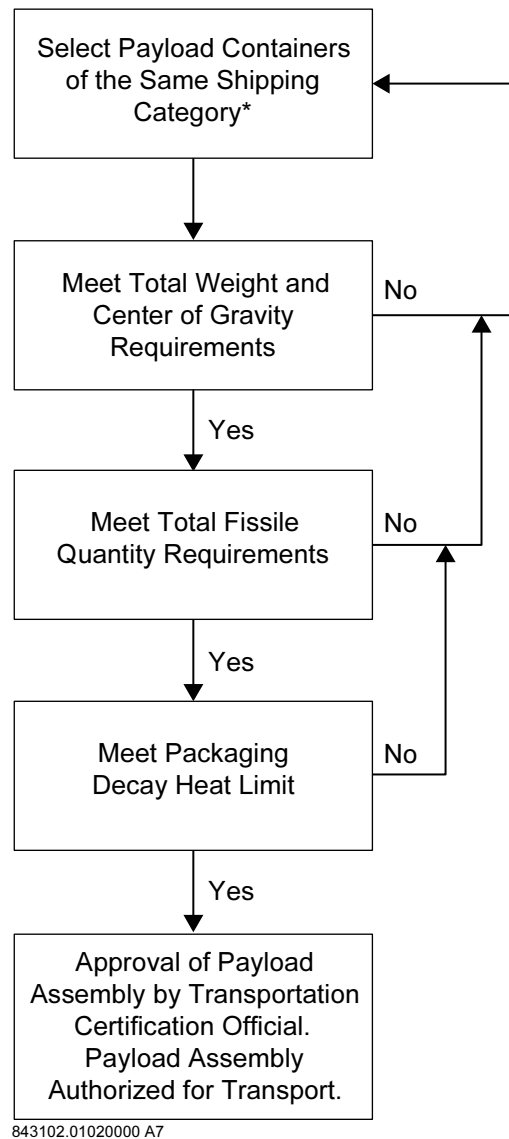 Select Payload Containers
of the Same Shipping
Category*
Meet Total Weight and
Center of Gravity
Requirements
No
Yes
Meet Total Fissile
Quantity Requirements
No
Yes
Meet Packaging
Decay Heat Limit
No
Yes
Approval of Payload
Assembly by Transportation
Certification Official.
Payload Assembly
Authorized for Transport.
843102.01020000 A7